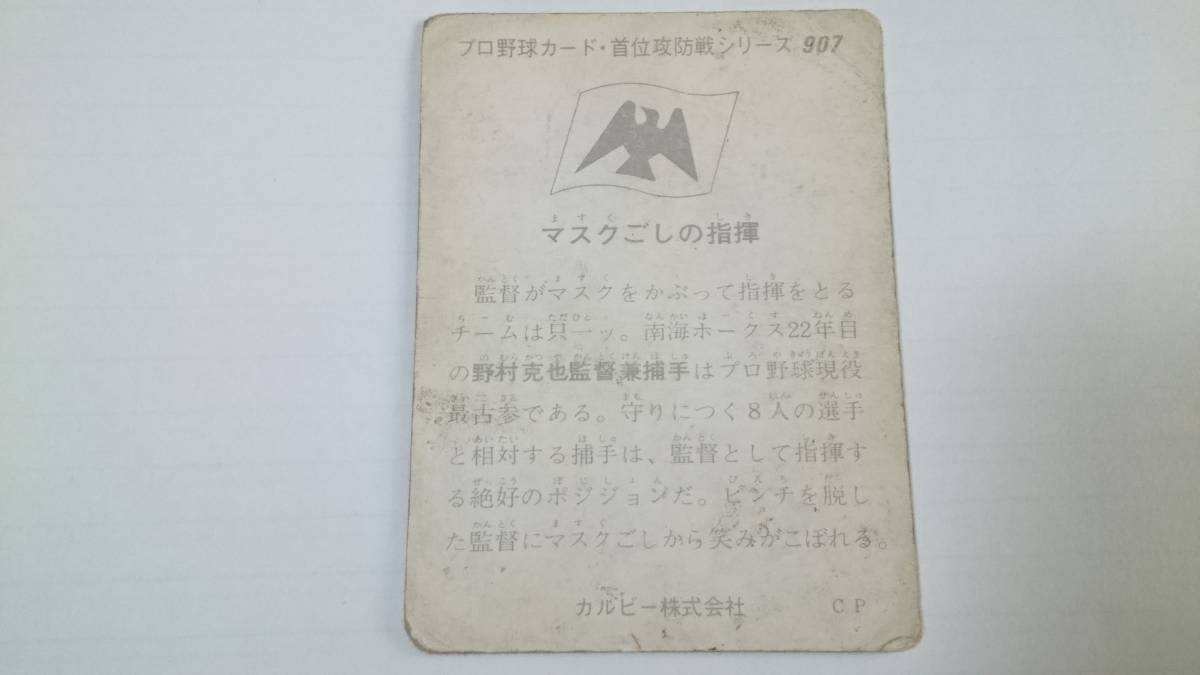 プロ野球カード・首位攻防戦シリーズ 907
マスクごしの指揮
監督がマスクをかぶって指揮をとる
チームは只一ッ。南海ホークス22年目
の野村克也監督兼捕手はプロ野球現役
最古参である。守りにつく8人の選手
と相対する捕手は、監督として指揮す
る絶好のポジションだ。ピンチを脱し
た監督にマスクごしから笑みがこぼれる。
カルビー株式会社 CP